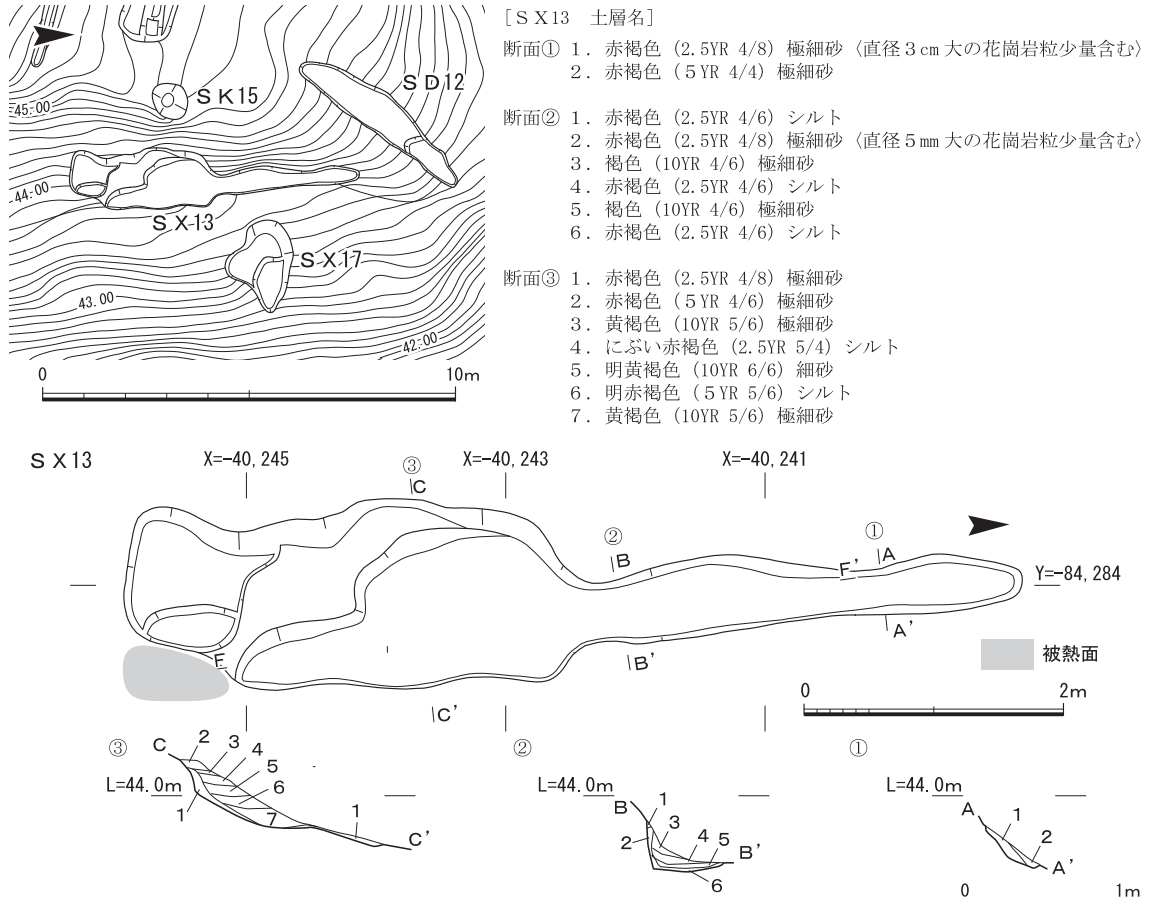 [ＳＸ13　土層名]
断面① １．赤褐色（2.5YR 4/8）極細砂〈直径３cm 大の花崗岩粒少量含む〉
２．赤褐色（５YR 4/4）極細砂
断面② １．赤褐色（2.5YR 4/6）シルト
２．赤褐色（2.5YR 4/8）極細砂〈直径５mm 大の花崗岩粒少量含む〉
３．褐色（10YR 4/6）極細砂
４．赤褐色（2.5YR 4/6）シルト
５．褐色（10YR 4/6）極細砂
６．赤褐色（2.5YR 4/6）シルト
断面③ １．赤褐色（2.5YR 4/8）極細砂
２．赤褐色（５YR 4/6）極細砂
３．黄褐色（10YR 5/6）極細砂
４．にぶい赤褐色（2.5YR 5/4）シルト
５．明黄褐色（10YR 6/6）細砂
６．明赤褐色（５YR 5/6）シルト
７．黄褐色（10YR 5/6）極細砂
ＳＤ12
ＳＫ15
45.00
44.00
ＳＸ13
ＳＸ17
43.00
42.00
0 10m
ＳＸ13
X=-40,245 X=-40,243 X=-40,241
③
C
②
B
①
F' A
Y=-84,284
A'
F
B'
被熱面
C'
0 2m
③
C 2 3 4 5 6 7 1 1 C'
L=44.0m
②
L=44.0m
B 1 2 3 4 5 6 B'
①
L=44.0m
A 1 2 A'
0 1m